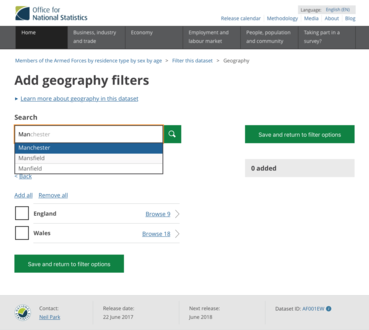 Office for
National Statistics
Language: English (EN)
Release calendar Methodology Media About Blog
Home
Business, industry and trade
Economy
Employment and labour market
People, population and community
Taking part in a survey?
Members of the Armed Forces by residence type by sex by age > Filter this dataset > Geography
Add geography filters
Learn more about geography in this dataset
Search
Manchester
Save and return to filter options
Manchester
Mansfield
Manfield
0 added
< Back
Add all Remove all
England Browse 9
Wales Browse 18
Save and return to filter options
Contact: Release date: Next release: Dataset ID: AF001EW
Neil Park 22 June 2017 June 2018